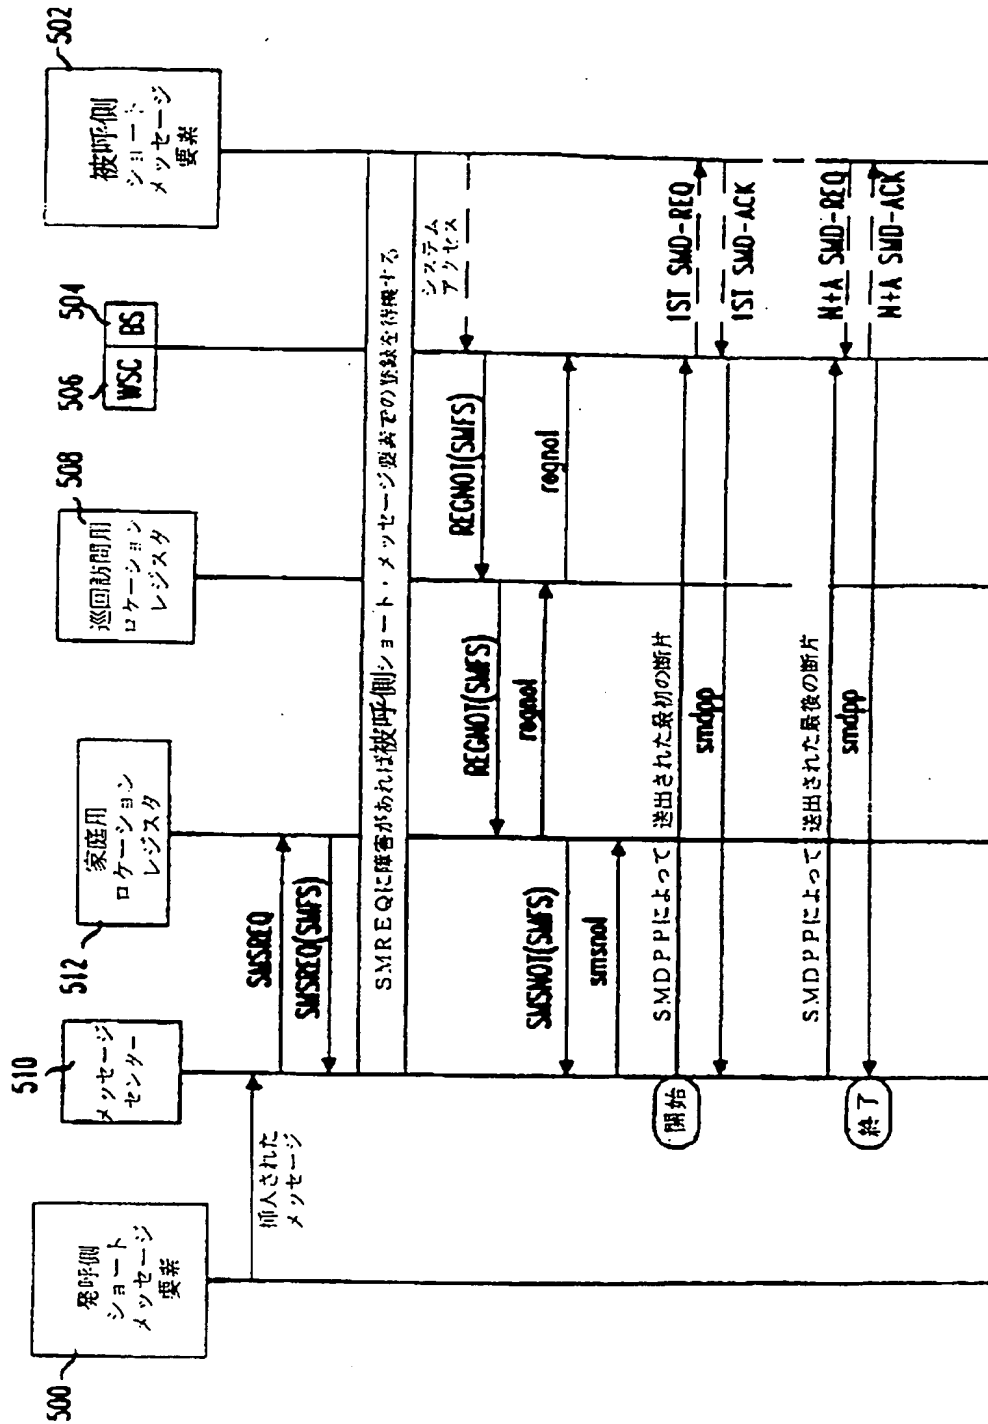 500
発呼側
ショート
メッセージ
要素
510
メッセージ
センター
512
家庭用
ロケーション
レジスタ
508
巡回訪問用
ロケーション
レジスタ
506
WSC
504
BS
502
被呼側
ショート
メッセージ
要素
挿入された
メッセージ
SMSREQ
SMSREQ(SMFS)
SMREQに障害があれば被呼側ショート・メッセージ要素での接続を待機する
システム
アクセス
REGNOT(SMFS)
REGNOT(SMFS)
regnot
regnot
SMSNOT(SMFS)
smsnot
開始
SMDPPによって送出された最初の断片
1ST SMD-REQ
smdpp
1ST SMD-ACK
SMDPPによって送出された最後の断片
N+A SMD-REQ
終了
smdpp
N+A SMD-ACK